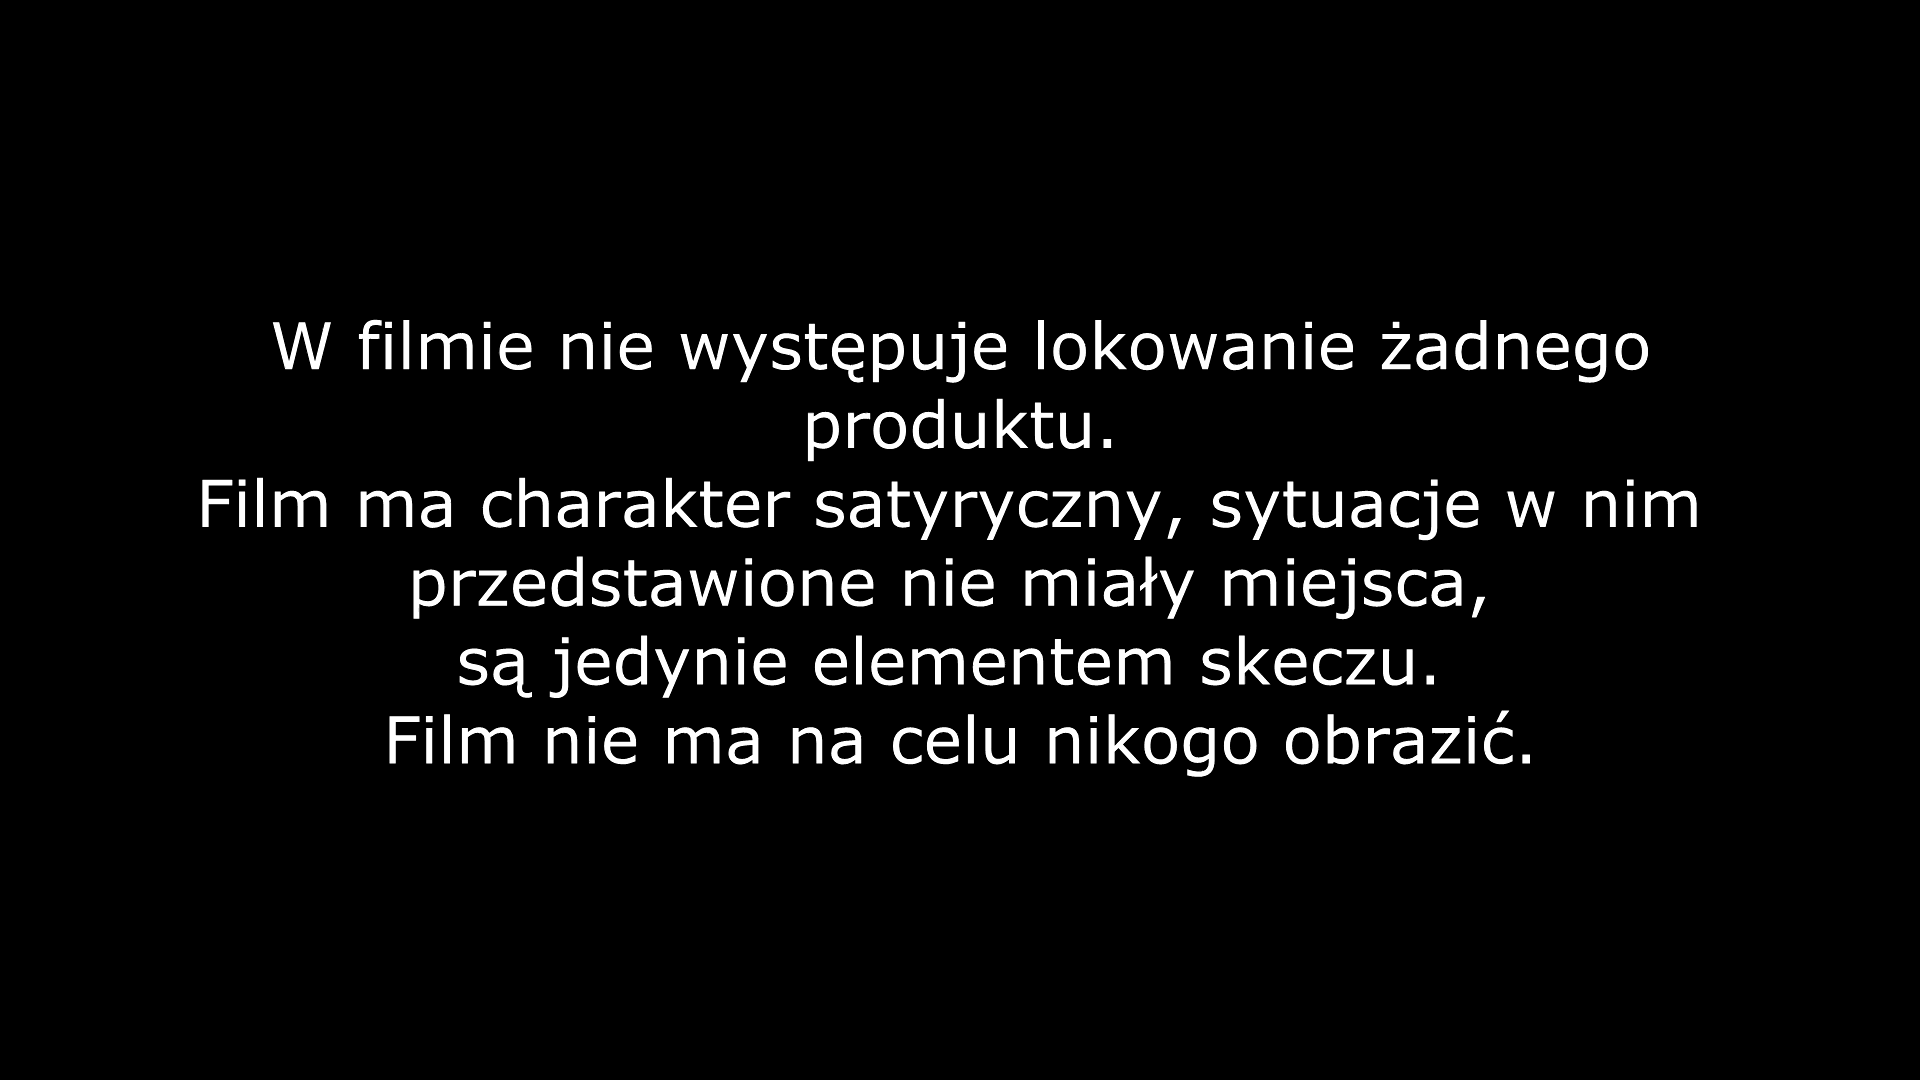 W filmie nie występuje lokowanie żadnego
produktu.
Film ma charakter satyryczny, sytuacje w nim
przedstawione nie miały miejsca,
są jedynie elementem skeczu.
Film nie ma na celu nikogo obrazić.